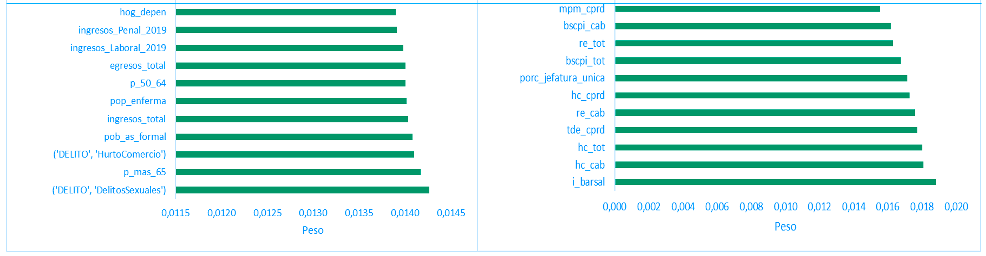 hog_depen
ingresos_Penal_2019
ingresos_Laboral_2019
egresos_total
p_50_64
pop_enferma
ingresos_total
pob_as_formal
('DELITO', 'HurtoComercio')
p_mas_65
('DELITO', 'DelitosSexuales')
0,0115 0,0120 0,0125 0,0130 0,0135 0,0140 0,0145
Peso
mpm_cprd
bscpi_cab
re_tot
bscpi_tot
porc_jefatura_unica
hc_cprd
re_cab
tde_cprd
hc_tot
hc_cab
i_barsal
0,000 0,002 0,004 0,006 0,008 0,010 0,012 0,014 0,016 0,018 0,020
Peso